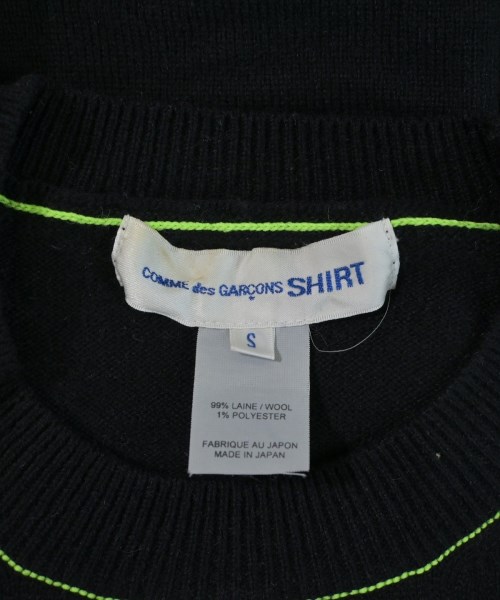 COMME des GARÇONS SHIRT
S
99% LAINE / WOOL
1% POLYESTER
FABRIQUE AU JAPON
MADE IN JAPAN